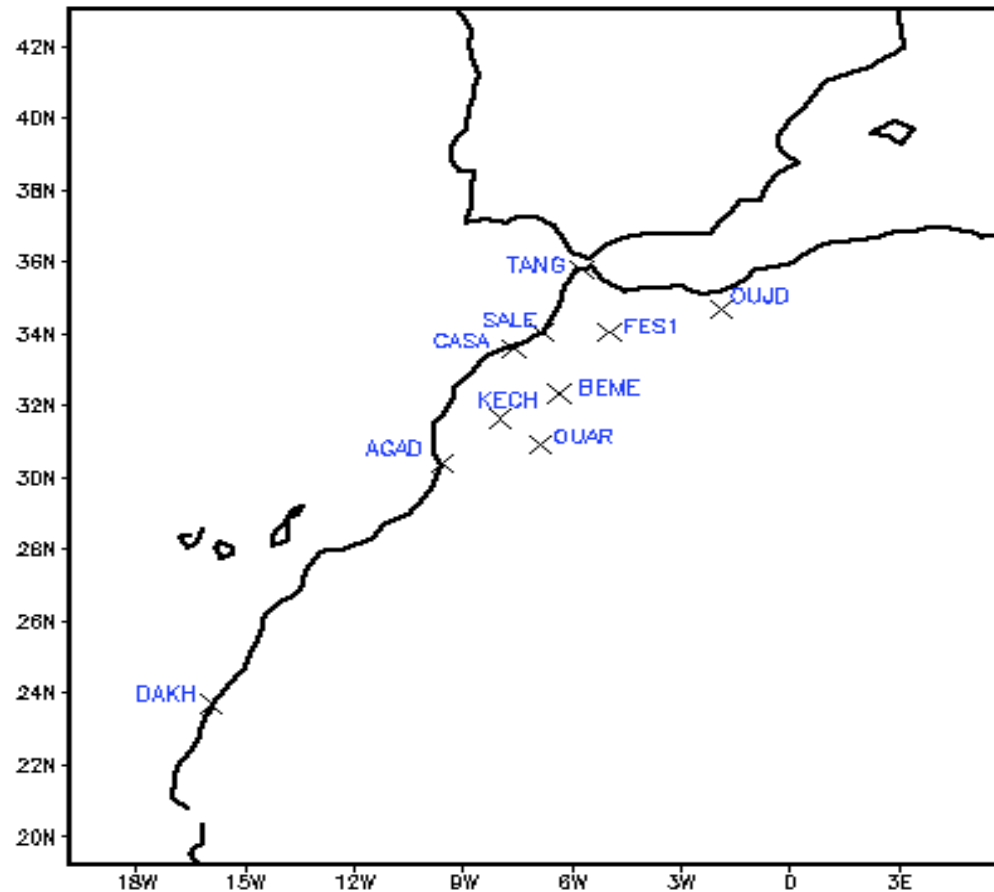 42N
40N
38N
36N
TANG
OUJD
34N
SALE
FES1
CASA
32N
KECH
BEME
AGAD
OUAR
30N
28N
26N
24N
DAKH
22N
20N
18W 15W 12W 9W 6W 3W 0 3E